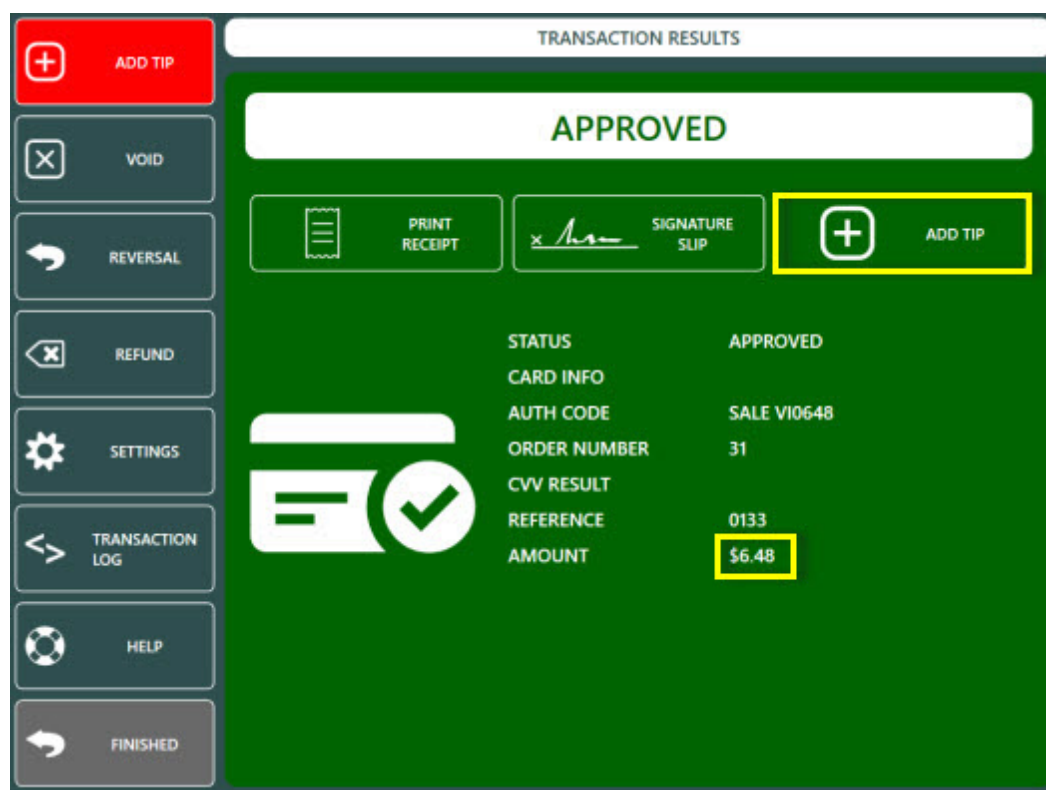 ADD TIP
VOID
REVERSAL
REFUND
SETTINGS
TRANSACTION
LOG
HELP
FINISHED
TRANSACTION RESULTS
APPROVED
PRINT
RECEIPT
SIGNATURE
SLIP
ADD TIP
STATUS APPROVED
CARD INFO
AUTH CODE SALE VI0648
ORDER NUMBER 31
CVV RESULT
REFERENCE 0133
AMOUNT $6.48